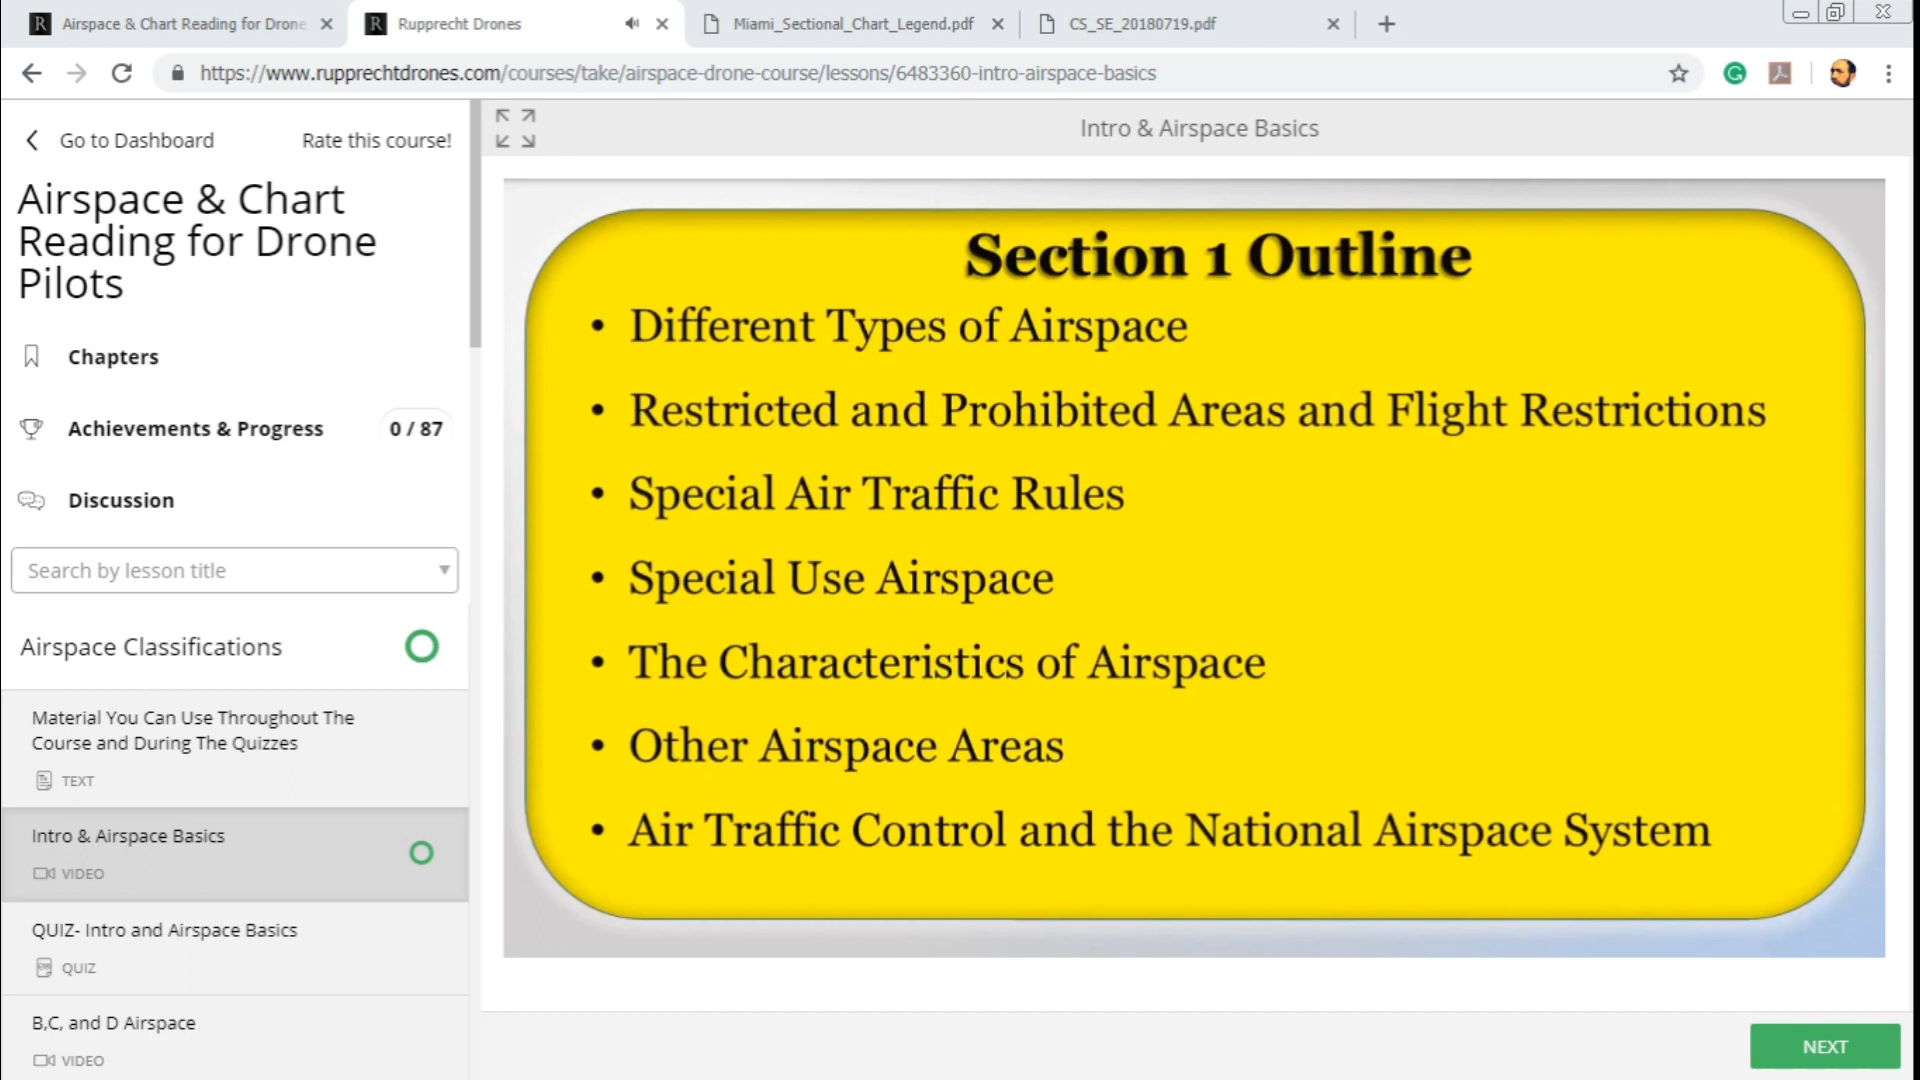 Airspace & Chart Reading for Drone
Rupprecht Drones
Miami_Sectional_Chart_Legend.pdf
CS_SE_20180719.pdf
https://www.rupprechtdrones.com/courses/take/airspace-drone-course/lessons/6483360-intro-airspace-basics
Go to Dashboard
Rate this course!
Airspace & Chart
Reading for Drone
Pilots
Chapters
Achievements & Progress
0 / 87
Discussion
Search by lesson title
Airspace Classifications
Material You Can Use Throughout The
Course and During The Quizzes
TEXT
Intro & Airspace Basics
VIDEO
QUIZ- Intro and Airspace Basics
QUIZ
B,C, and D Airspace
VIDEO
Intro & Airspace Basics
Section 1 Outline
• Different Types of Airspace
• Restricted and Prohibited Areas and Flight Restrictions
• Special Air Traffic Rules
• Special Use Airspace
• The Characteristics of Airspace
• Other Airspace Areas
• Air Traffic Control and the National Airspace System
NEXT